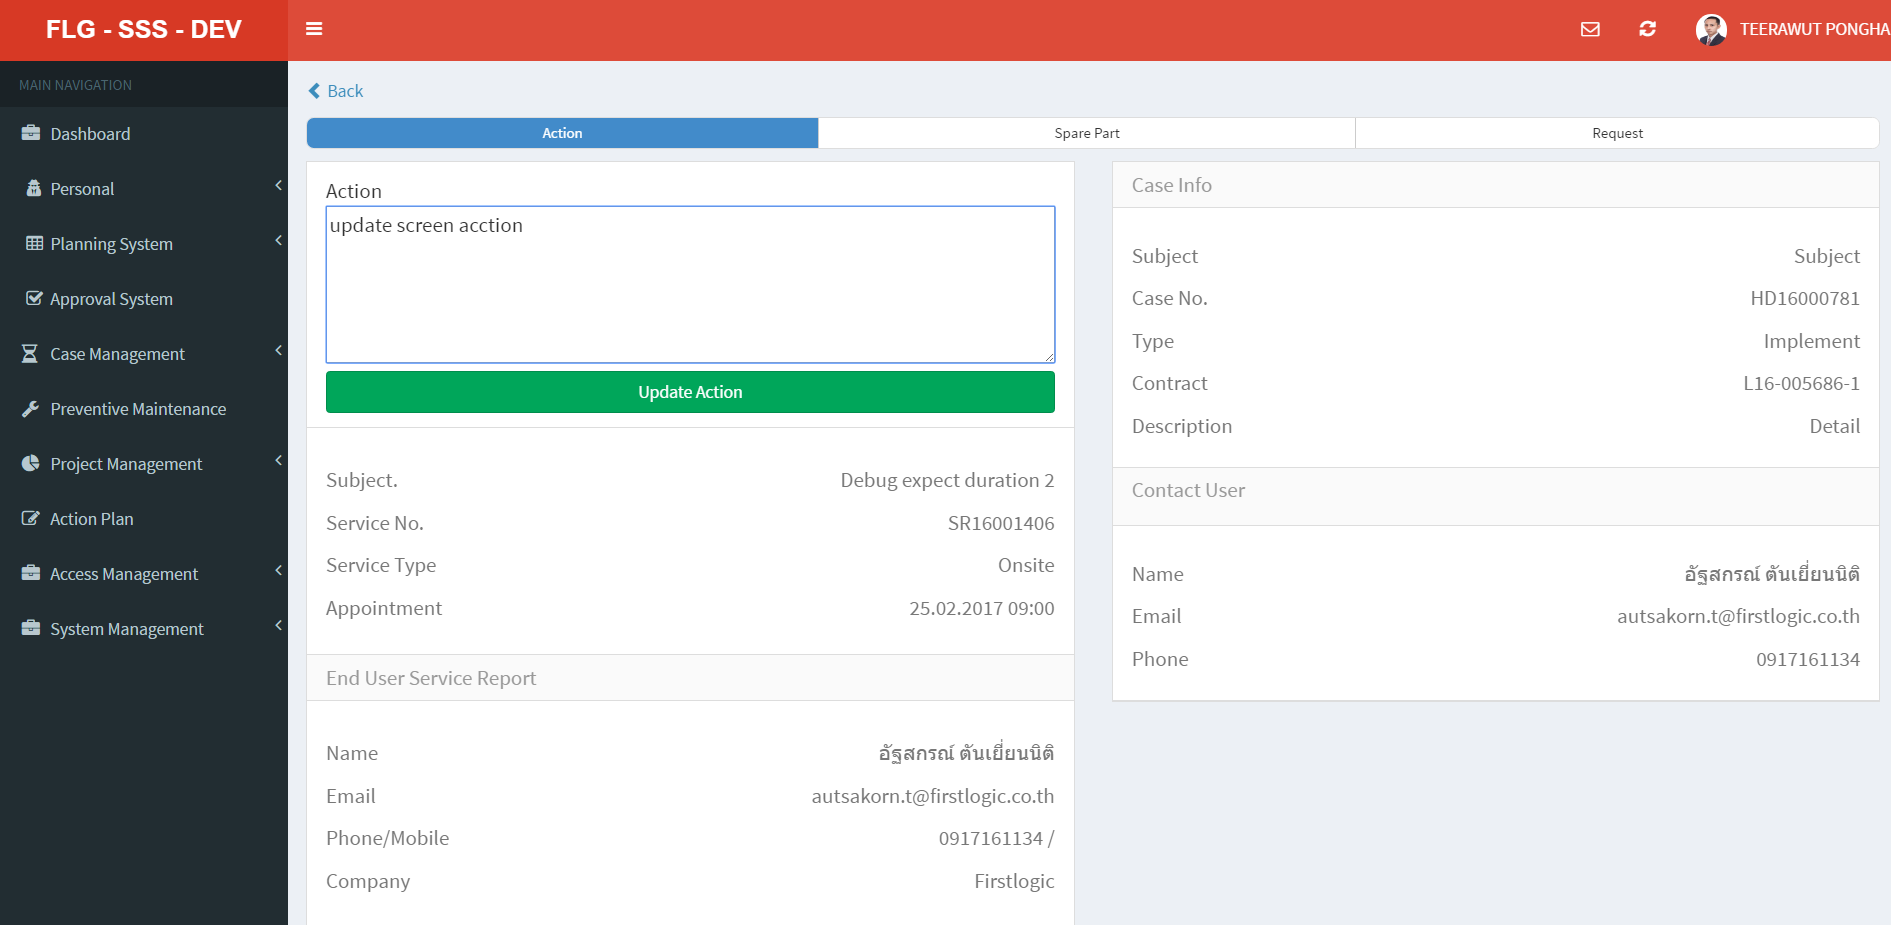 FLG - SSS - DEV
TEERAWUT PONGHA
MAIN NAVIGATION
Dashboard
Personal
Planning System
Approval System
Case Management
Preventive Maintenance
Project Management
Action Plan
Access Management
System Management
Back
Action
Spare Part
Request
Action
update screen acction
Update Action
Subject. Debug expect duration 2
Service No. SR16001406
Service Type Onsite
Appointment 25.02.2017 09:00
End User Service Report
Name อัฐสกรณ์ ตันเยี่ยนนิติ
Email autsakorn.t@firstlogic.co.th
Phone/Mobile 0917161134 /
Company Firstlogic
Case Info
Subject Subject
Case No. HD16000781
Type Implement
Contract L16-005686-1
Description Detail
Contact User
Name อัฐสกรณ์ ตันเยี่ยนนิติ
Email autsakorn.t@firstlogic.co.th
Phone 0917161134